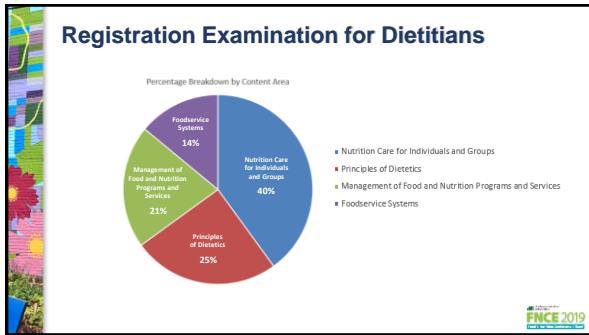 Registration Examination for Dietitians
Percentage Breakdown by Content Area
Foodservice
Systems
14%
Nutrition Care
for Individuals
and Groups
40%
Management of
Food and Nutrition
Programs and
Services
21%
Principles
of Dietetics
25%
Nutrition Care for Individuals and Groups
Principles of Dietetics
Management of Food and Nutrition Programs and Services
Foodservice Systems
FNCE 2019